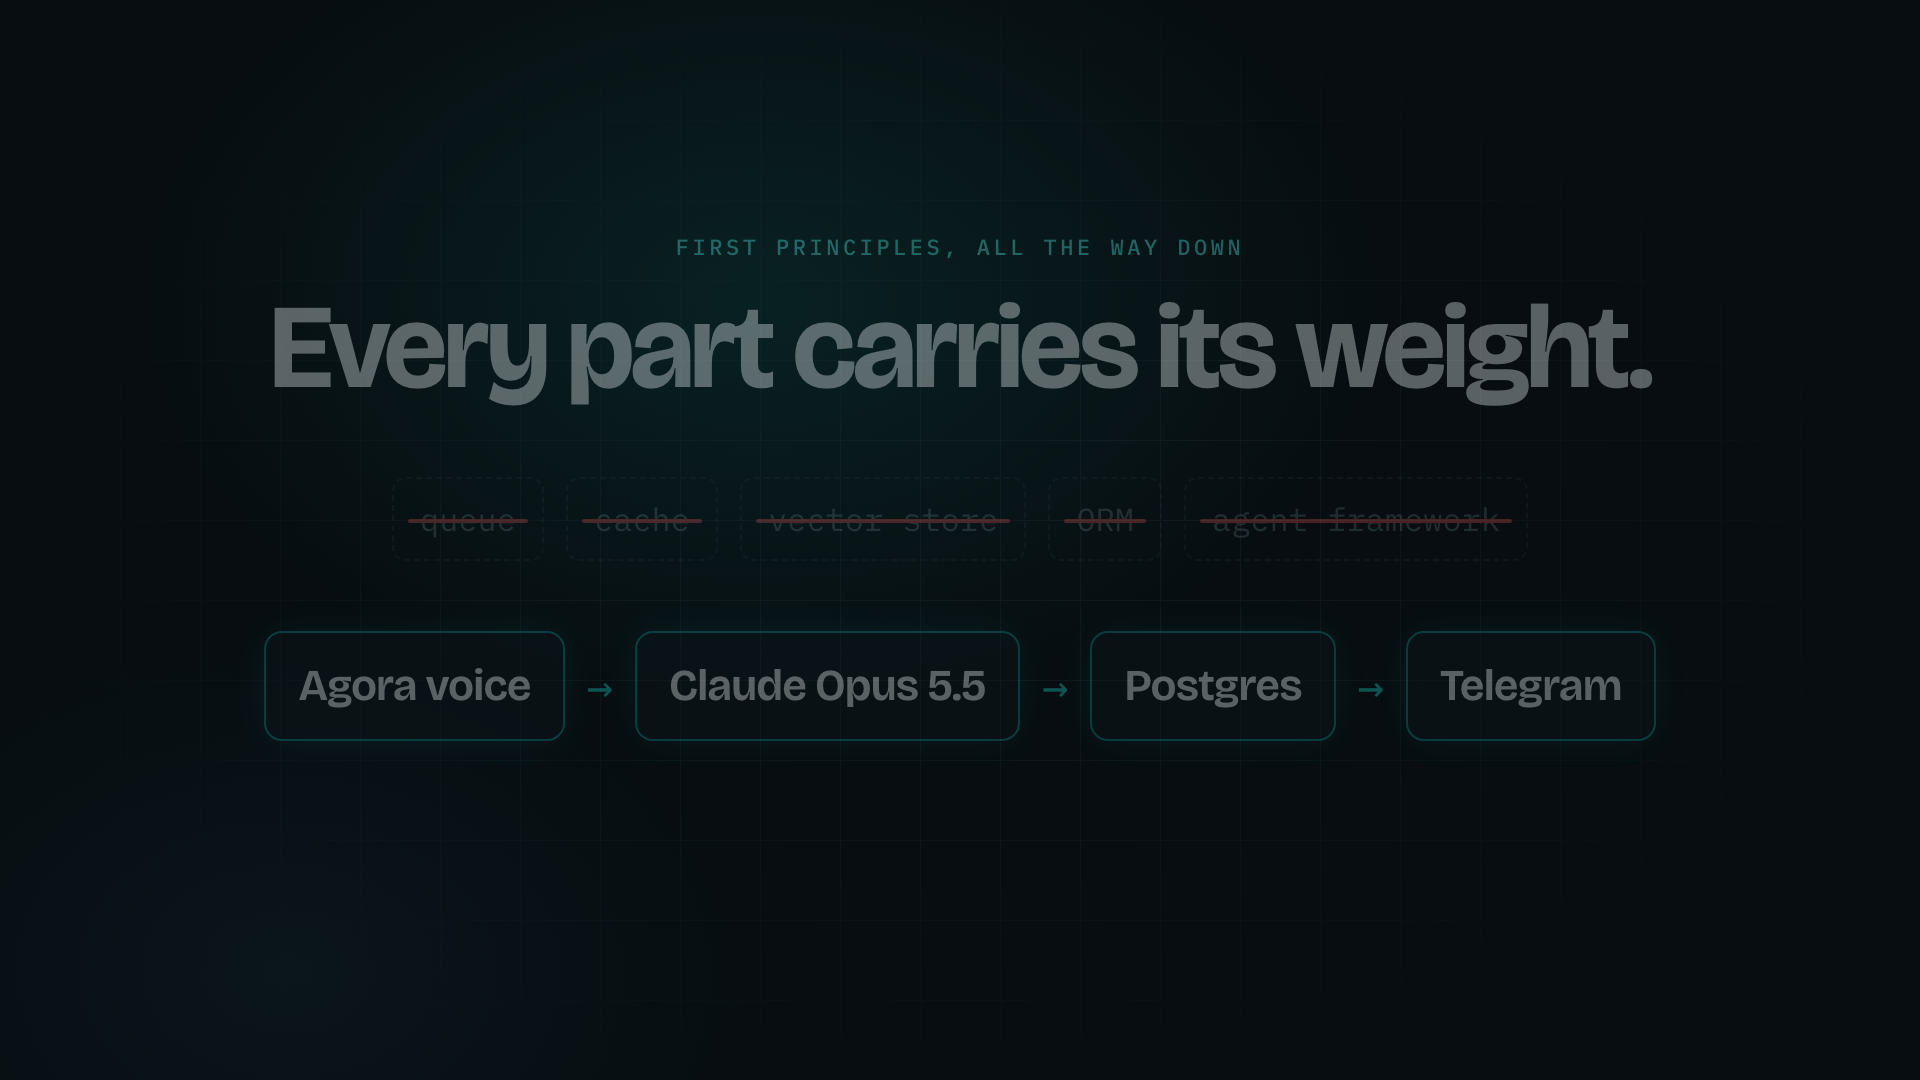 FIRST PRINCIPLES, ALL THE WAY DOWN
Every part carries its weight.
queue cache vector store ORM agent framework
Agora voice → Claude Opus 5.5 → Postgres → Telegram